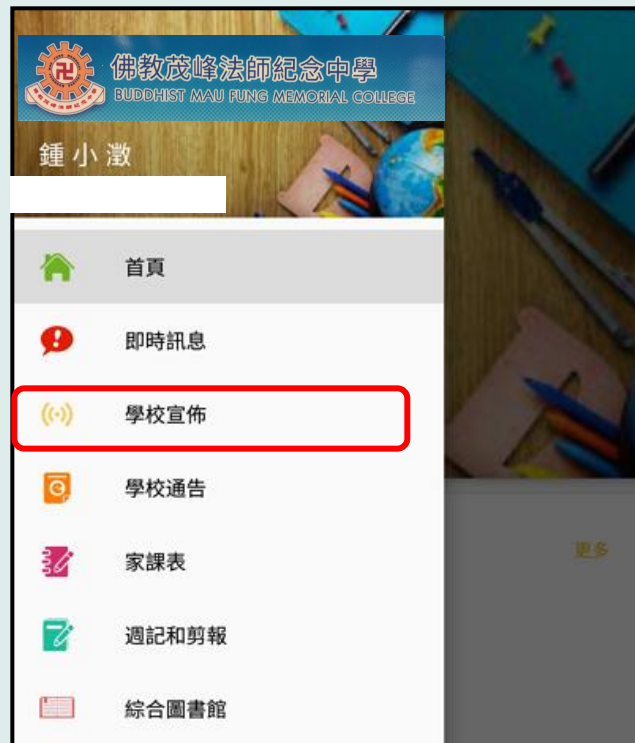 佛教茂峰法師紀念中學
BUDDHIST MAU FUNG MEMORIAL COLLEGE
鍾小澂
首頁
即時訊息
學校宣佈
學校通告
家課表
更多
週記和剪報
綜合圖書館